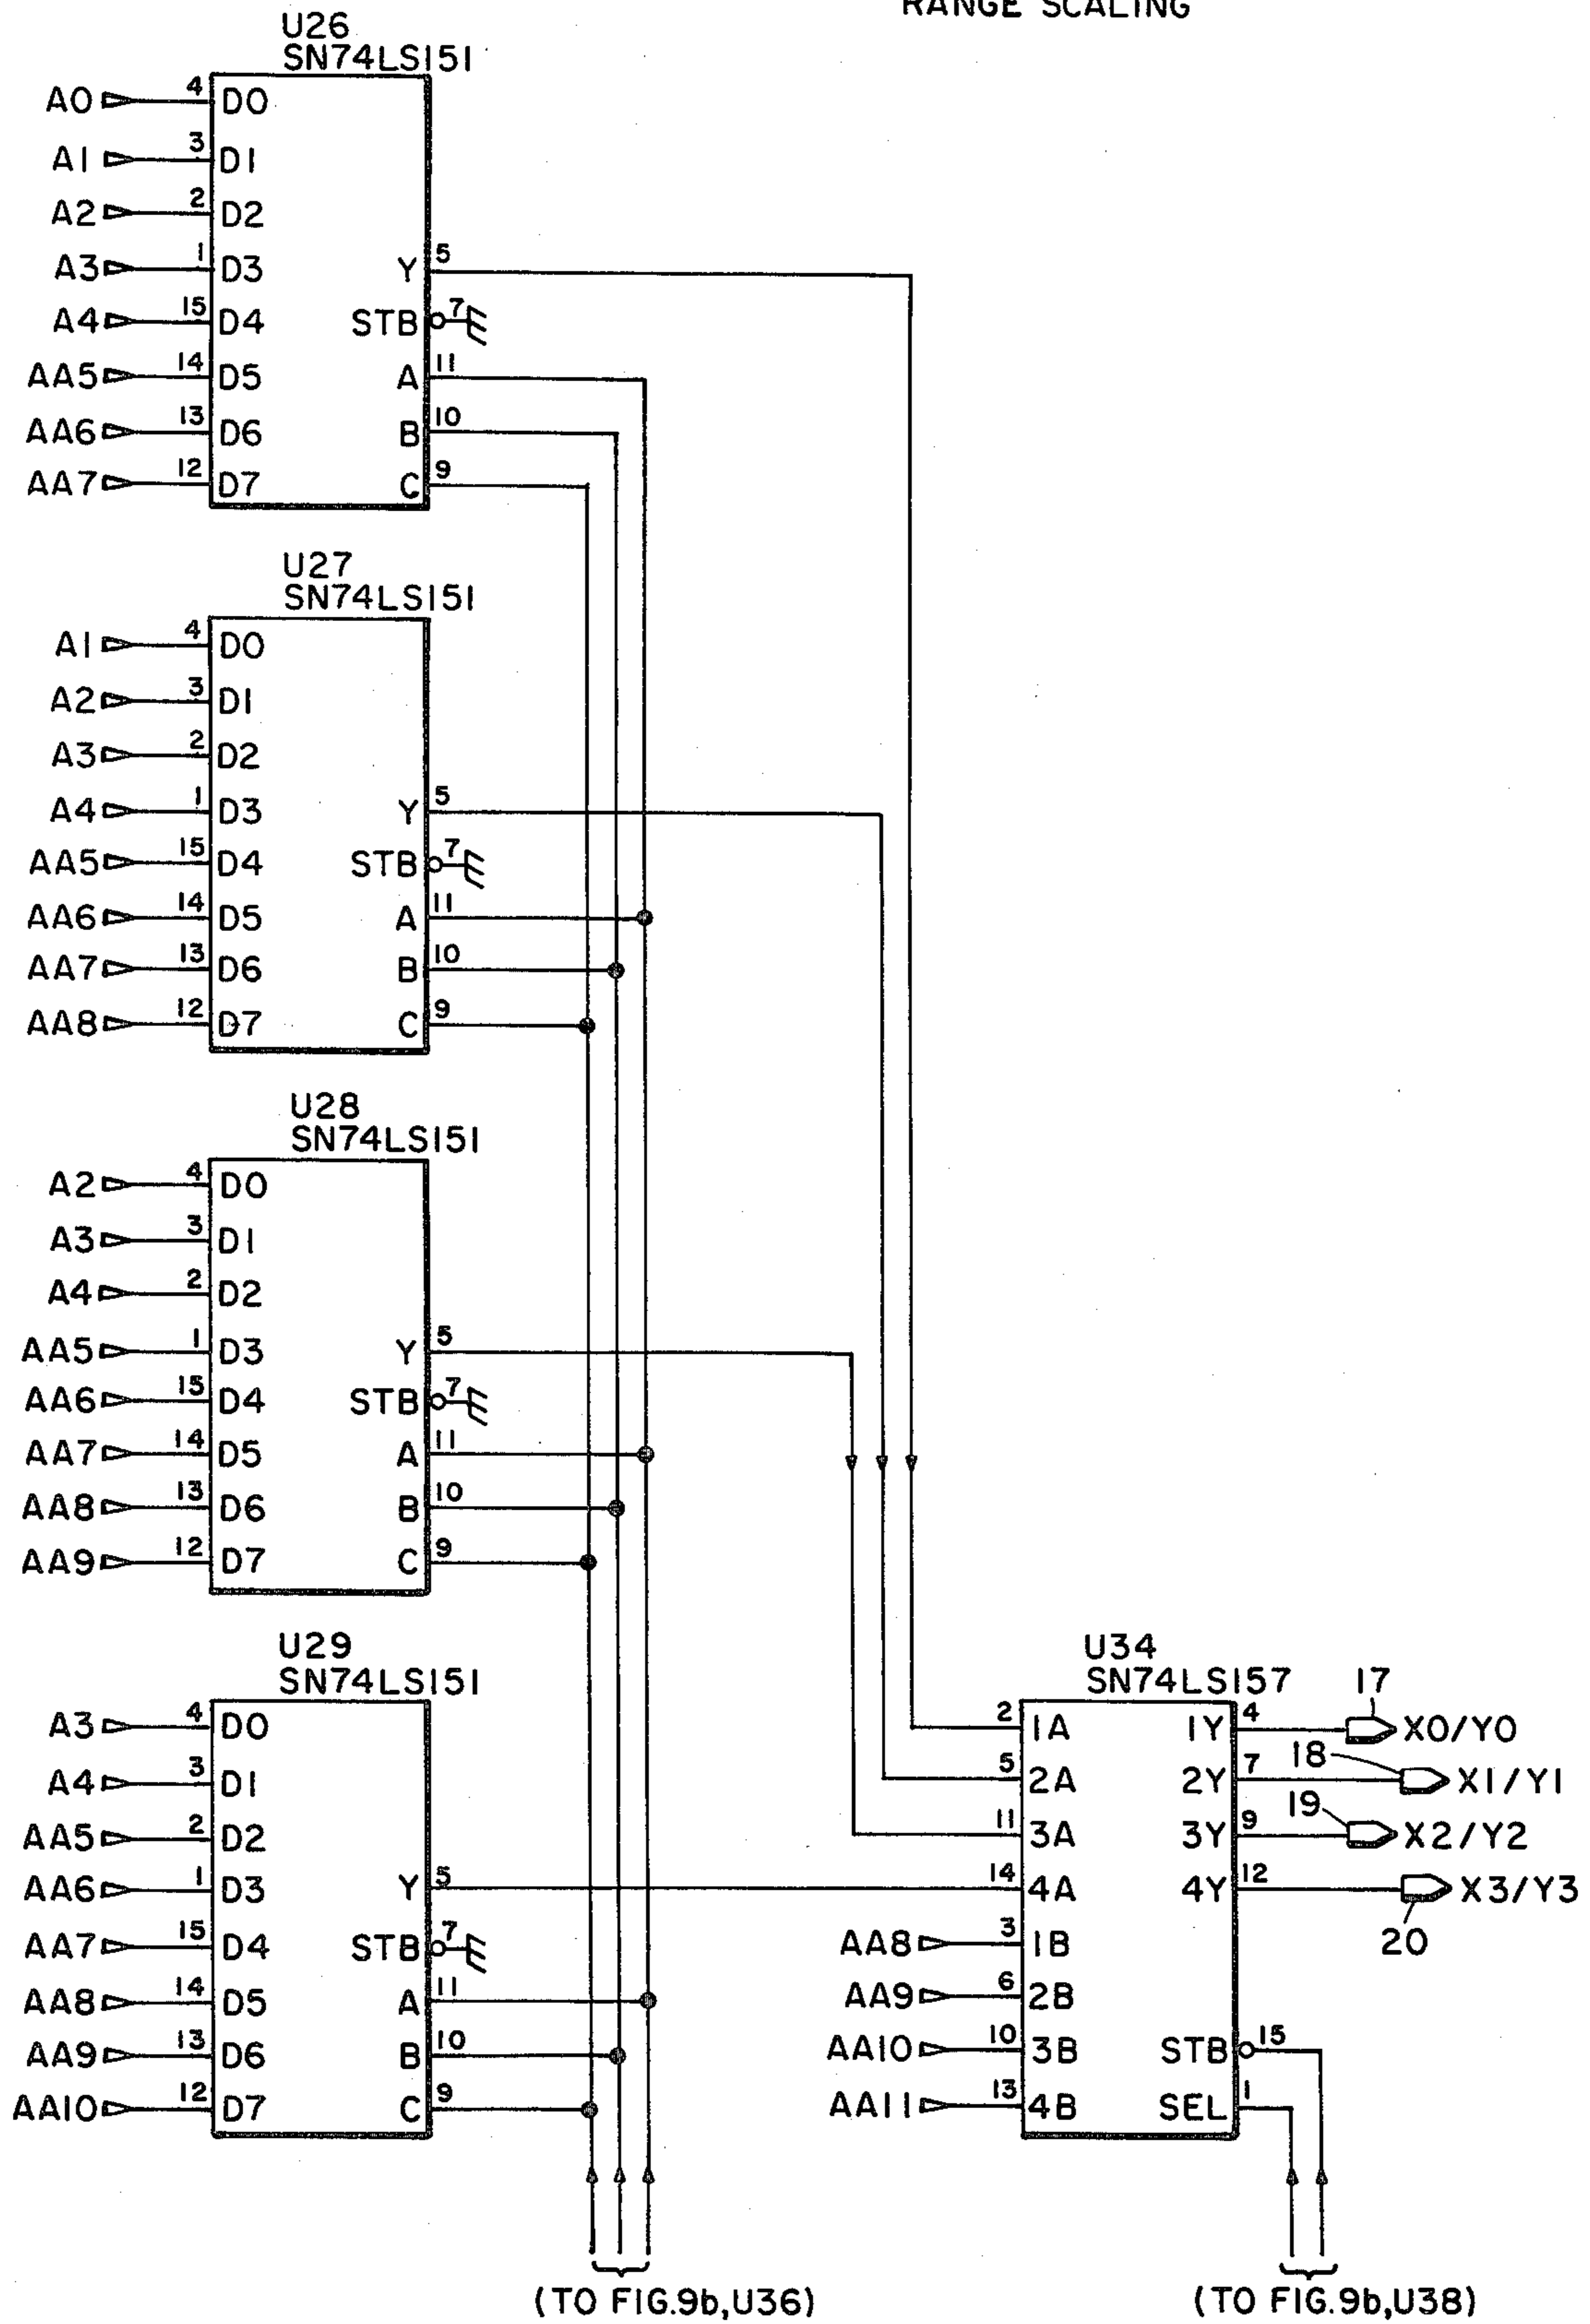 RANGE SCALING
U26
SN74LS151
A0 4 D0
A1 3 D1
A2 2 D2
A3 1 D3 Y 5
A4 15 D4 STB 7
AA5 14 D5 A 11
AA6 13 D6 B 10
AA7 12 D7 C 9
U27
SN74LS151
A1 4 D0
A2 3 D1
A3 2 D2
A4 1 D3 Y 5
AA5 15 D4 STB 7
AA6 14 D5 A 11
AA7 13 D6 B 10
AA8 12 D7 C 9
U28
SN74LS151
A2 4 D0
A3 3 D1
A4 2 D2
AA5 1 D3 Y 5
AA6 15 D4 STB 7
AA7 14 D5 A 11
AA8 13 D6 B 10
AA9 12 D7 C 9
U29
SN74LS151
A3 4 D0
A4 3 D1
AA5 2 D2
AA6 1 D3 Y 5
AA7 15 D4 STB 7
AA8 14 D5 A 11
AA9 13 D6 B 10
AA10 12 D7 C 9
U34
SN74LS157
17
2 1A 1Y 4 X0/Y0
18
5 2A 2Y 7 X1/Y1
19
11 3A 3Y 9 X2/Y2
14 4A 4Y 12 X3/Y3
20
AA8 3 1B
AA9 6 2B
AA10 10 3B STB 15
AA11 13 4B SEL 1
(TO FIG.9b,U36)
(TO FIG.9b,U38)